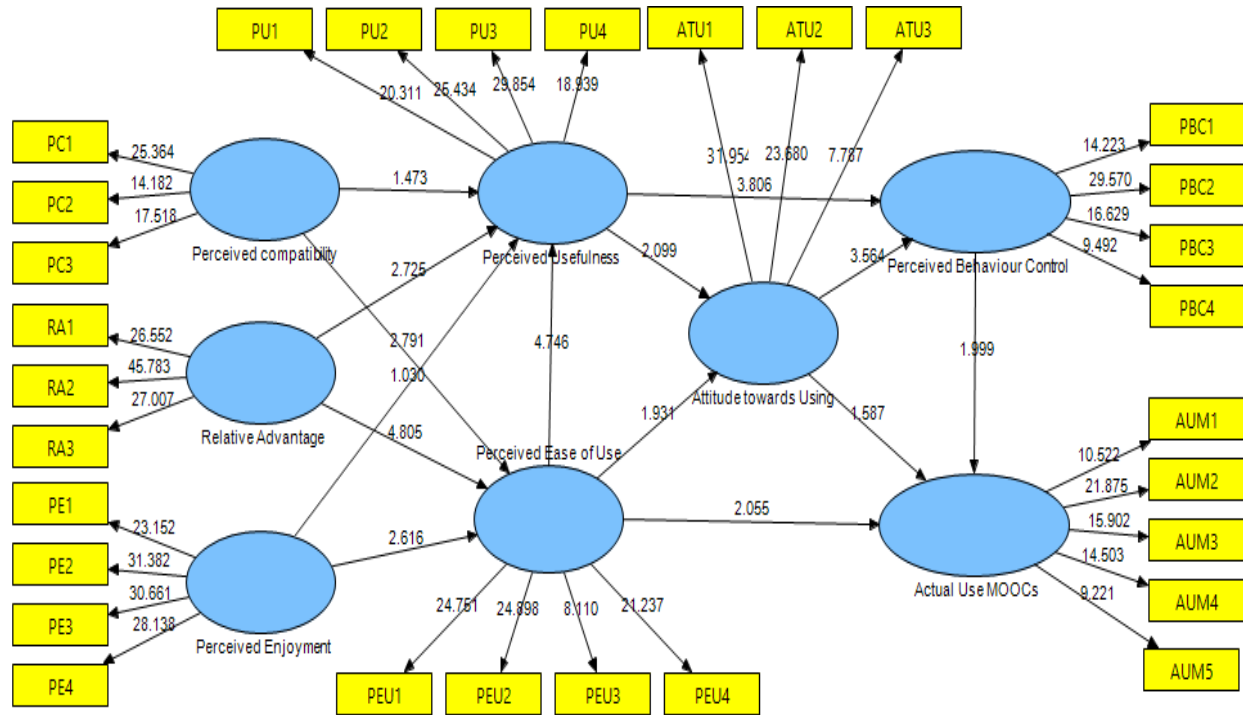 PU1
PU2
PU3
PU4
ATU1
ATU2
ATU3
20.311
25.434
29.854
18.939
31.954
23.680
7.787
PC1
PC2
PC3
25.364
14.182
17.518
Perceived compatibility
1.473
Perceived Usefulness
3.806
Perceived Behaviour Control
PBC1
PBC2
PBC3
PBC4
14.223
29.570
16.629
9.492
2.725
2.099
3.564
RA1
RA2
RA3
26.552
45.783
27.007
Relative Advantage
2.791
1.030
4.746
4.805
1.931
Attitude towards Using
1.587
1.999
Perceived Ease of Use
PE1
PE2
PE3
PE4
23.152
31.382
30.661
28.138
Perceived Enjoyment
2.616
2.055
Actual Use MOOCs
AUM1
AUM2
AUM3
AUM4
AUM5
10.522
21.875
15.902
14.503
9.221
24.751
24.898
8.110
21.237
PEU1
PEU2
PEU3
PEU4